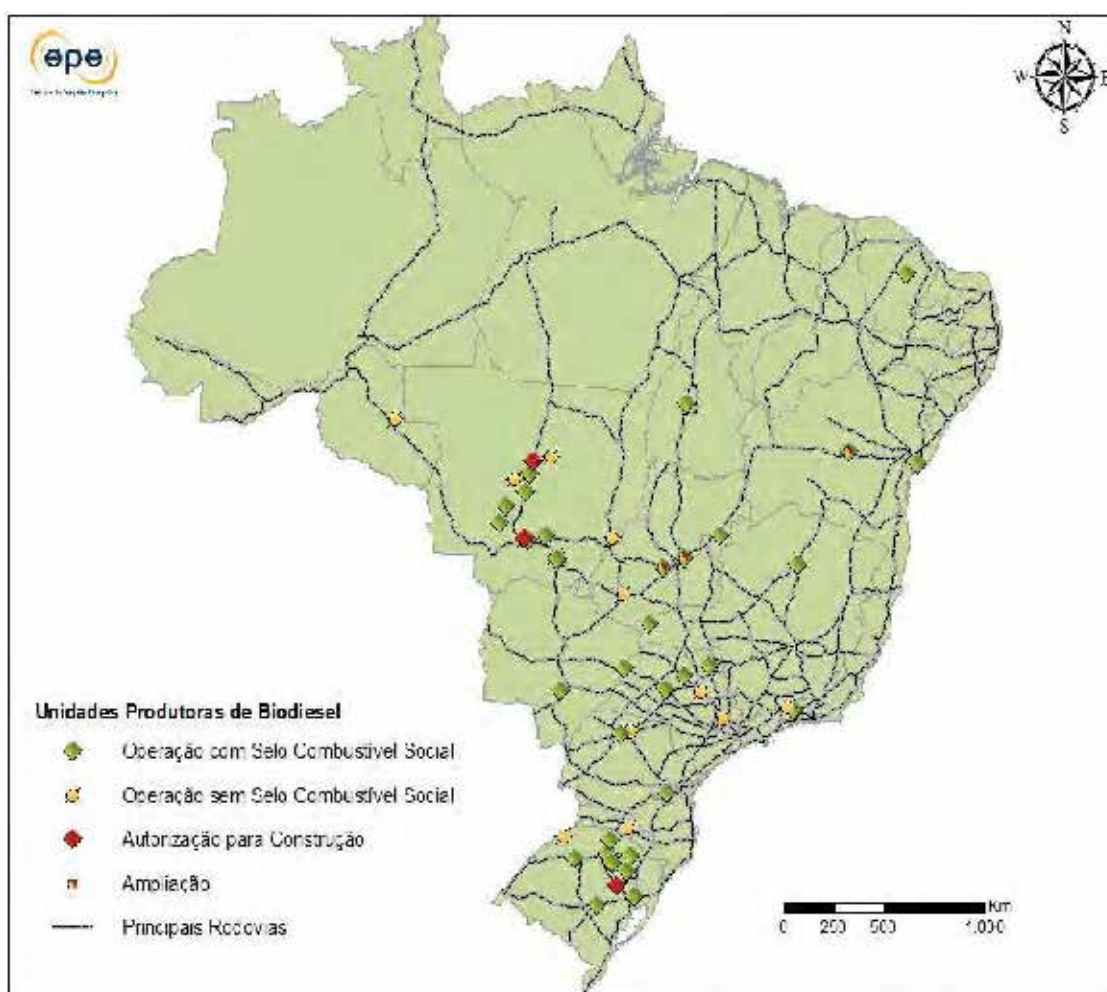 epe
N
W E
S
Unidades Produtoras de Biodiesel
Operação com Selo Combustível Social
Operação sem Selo Combustível Social
Autorização para Construção
Ampliação
Principais Rodovias
Km
0 250 500 1.000